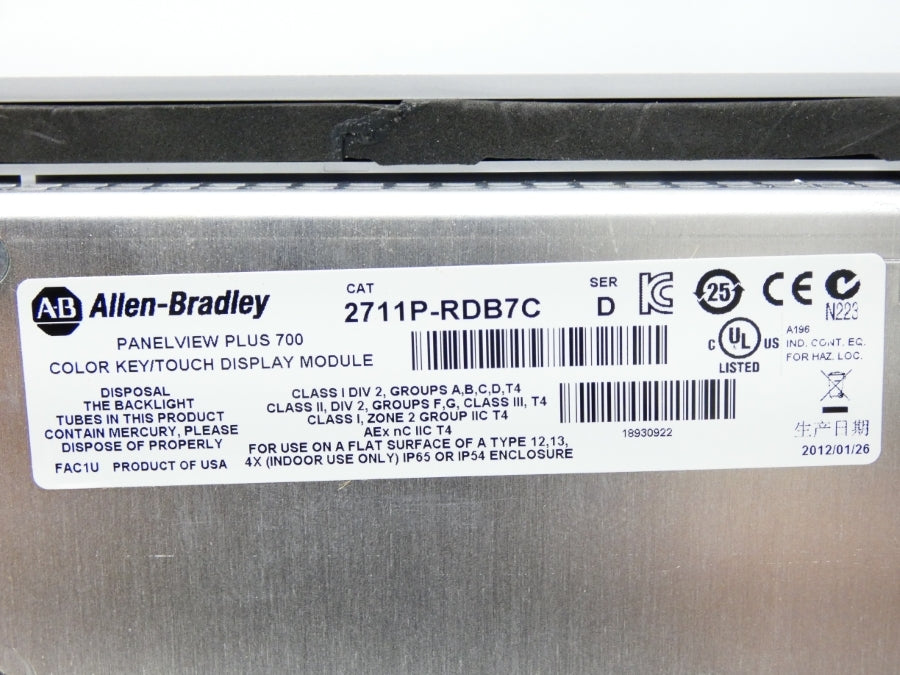 AB Allen-Bradley
CAT
2711P-RDB7C
SER
D
25
CE
N223
PANELVIEW PLUS 700
COLOR KEY/TOUCH DISPLAY MODULE
C UL US
LISTED
A196
IND. CONT. EQ.
FOR HAZ. LOC.
DISPOSAL
THE BACKLIGHT
TUBES IN THIS PRODUCT
CONTAIN MERCURY, PLEASE
DISPOSE OF PROPERLY
FAC1U PRODUCT OF USA
CLASS I DIV 2, GROUPS A,B,C,D,T4
CLASS II, DIV 2, GROUPS F,G, CLASS III, T4
CLASS I, ZONE 2 GROUP IIC T4
AEx nC IIC T4
FOR USE ON A FLAT SURFACE OF A TYPE 12,13,
4X (INDOOR USE ONLY) IP65 OR IP54 ENCLOSURE
18930922
生产日期
2012/01/26